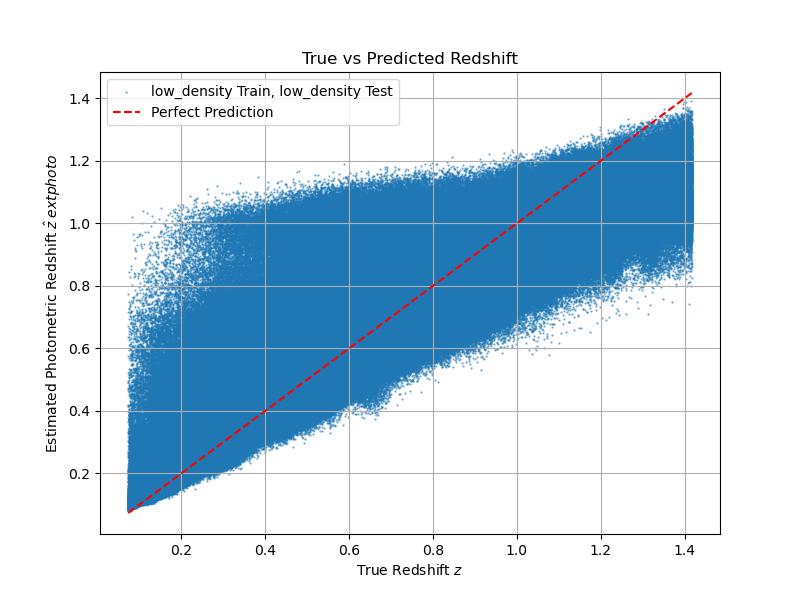 True vs Predicted Redshift
low_density Train, low_density Test
Perfect Prediction
Estimated Photometric Redshift ẑ extphoto
1.4
1.2
1.0
0.8
0.6
0.4
0.2
0.2 0.4 0.6 0.8 1.0 1.2 1.4
True Redshift z